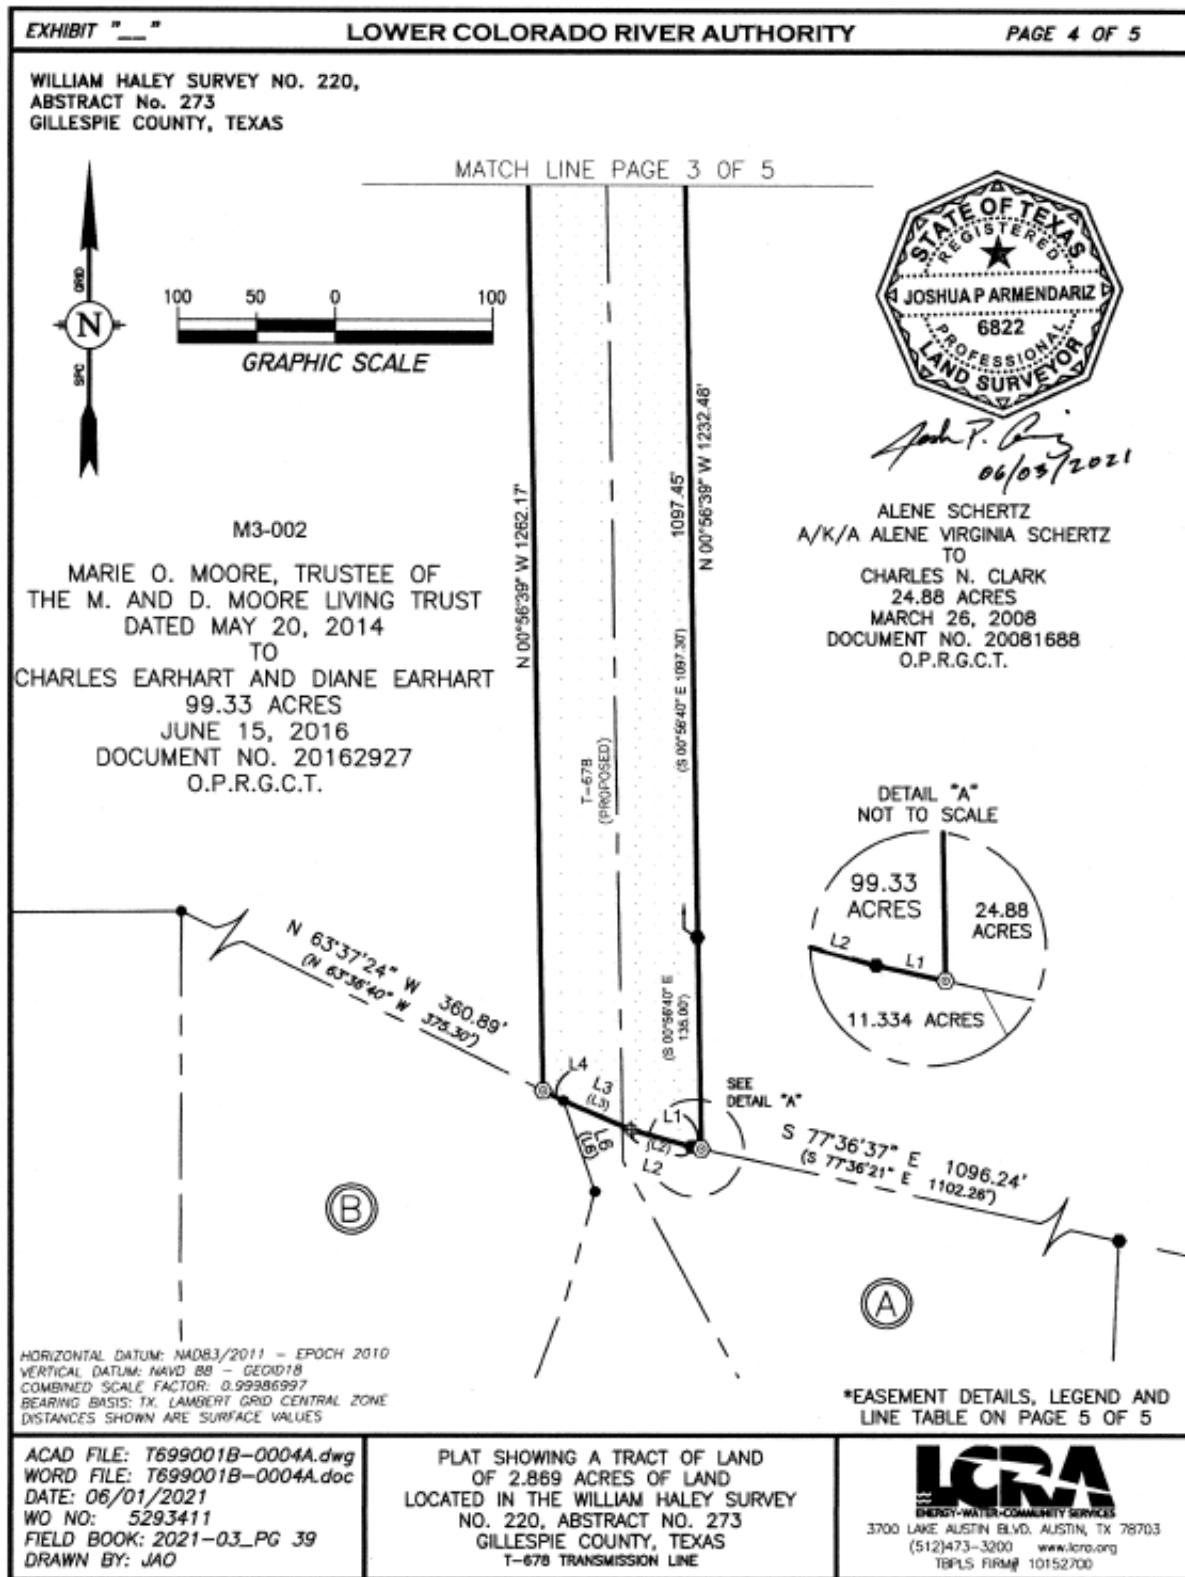 EXHIBIT "__"
LOWER COLORADO RIVER AUTHORITY
PAGE 4 OF 5
WILLIAM HALEY SURVEY NO. 220,
ABSTRACT No. 273
GILLESPIE COUNTY, TEXAS
MATCH LINE PAGE 3 OF 5
GRID
N
SPC
100 50 0 100
GRAPHIC SCALE
STATE OF TEXAS
REGISTERED
JOSHUA P ARMENDARIZ
6822
PROFESSIONAL
LAND SURVEYOR
06/03/2021
N 00°56'39" W 1262.17'
1097.45'
N 00°56'39" W 1232.48'
(S 00°56'40" E 1097.30')
T-678
(PROPOSED)
M3-002
MARIE O. MOORE, TRUSTEE OF
THE M. AND D. MOORE LIVING TRUST
DATED MAY 20, 2014
TO
CHARLES EARHART AND DIANE EARHART
99.33 ACRES
JUNE 15, 2016
DOCUMENT NO. 20162927
O.P.R.G.C.T.
ALENE SCHERTZ
A/K/A ALENE VIRGINIA SCHERTZ
TO
CHARLES N. CLARK
24.88 ACRES
MARCH 26, 2008
DOCUMENT NO. 20081688
O.P.R.G.C.T.
DETAIL "A"
NOT TO SCALE
99.33
ACRES
24.88
ACRES
L2
L1
11.334 ACRES
N 63°37'24" W 360.89'
(N 63°36'40" W 375.30')
(S 00°56'40" E
135.00')
L4
L3
(L3)
L6
(L6)
L1
(L2)
L2
SEE
DETAIL "A"
S 77°36'37" E 1096.24'
(S 77°36'21" E 1102.26')
B
A
HORIZONTAL DATUM: NAD83/2011 - EPOCH 2010
VERTICAL DATUM: NAVD 88 - GEOID18
COMBINED SCALE FACTOR: 0.99986997
BEARING BASIS: TX. LAMBERT GRID CENTRAL ZONE
DISTANCES SHOWN ARE SURFACE VALUES
*EASEMENT DETAILS, LEGEND AND
LINE TABLE ON PAGE 5 OF 5
ACAD FILE: T699001B-0004A.dwg
WORD FILE: T699001B-0004A.doc
DATE: 06/01/2021
WO NO: 5293411
FIELD BOOK: 2021-03_PG 39
DRAWN BY: JAO
PLAT SHOWING A TRACT OF LAND
OF 2.869 ACRES OF LAND
LOCATED IN THE WILLIAM HALEY SURVEY
NO. 220, ABSTRACT NO. 273
GILLESPIE COUNTY, TEXAS
T-678 TRANSMISSION LINE
LCRA
ENERGY•WATER•COMMUNITY SERVICES
3700 LAKE AUSTIN BLVD. AUSTIN, TX 78703
(512)473-3200 www.lcra.org
TBPLS FIRM# 10152700